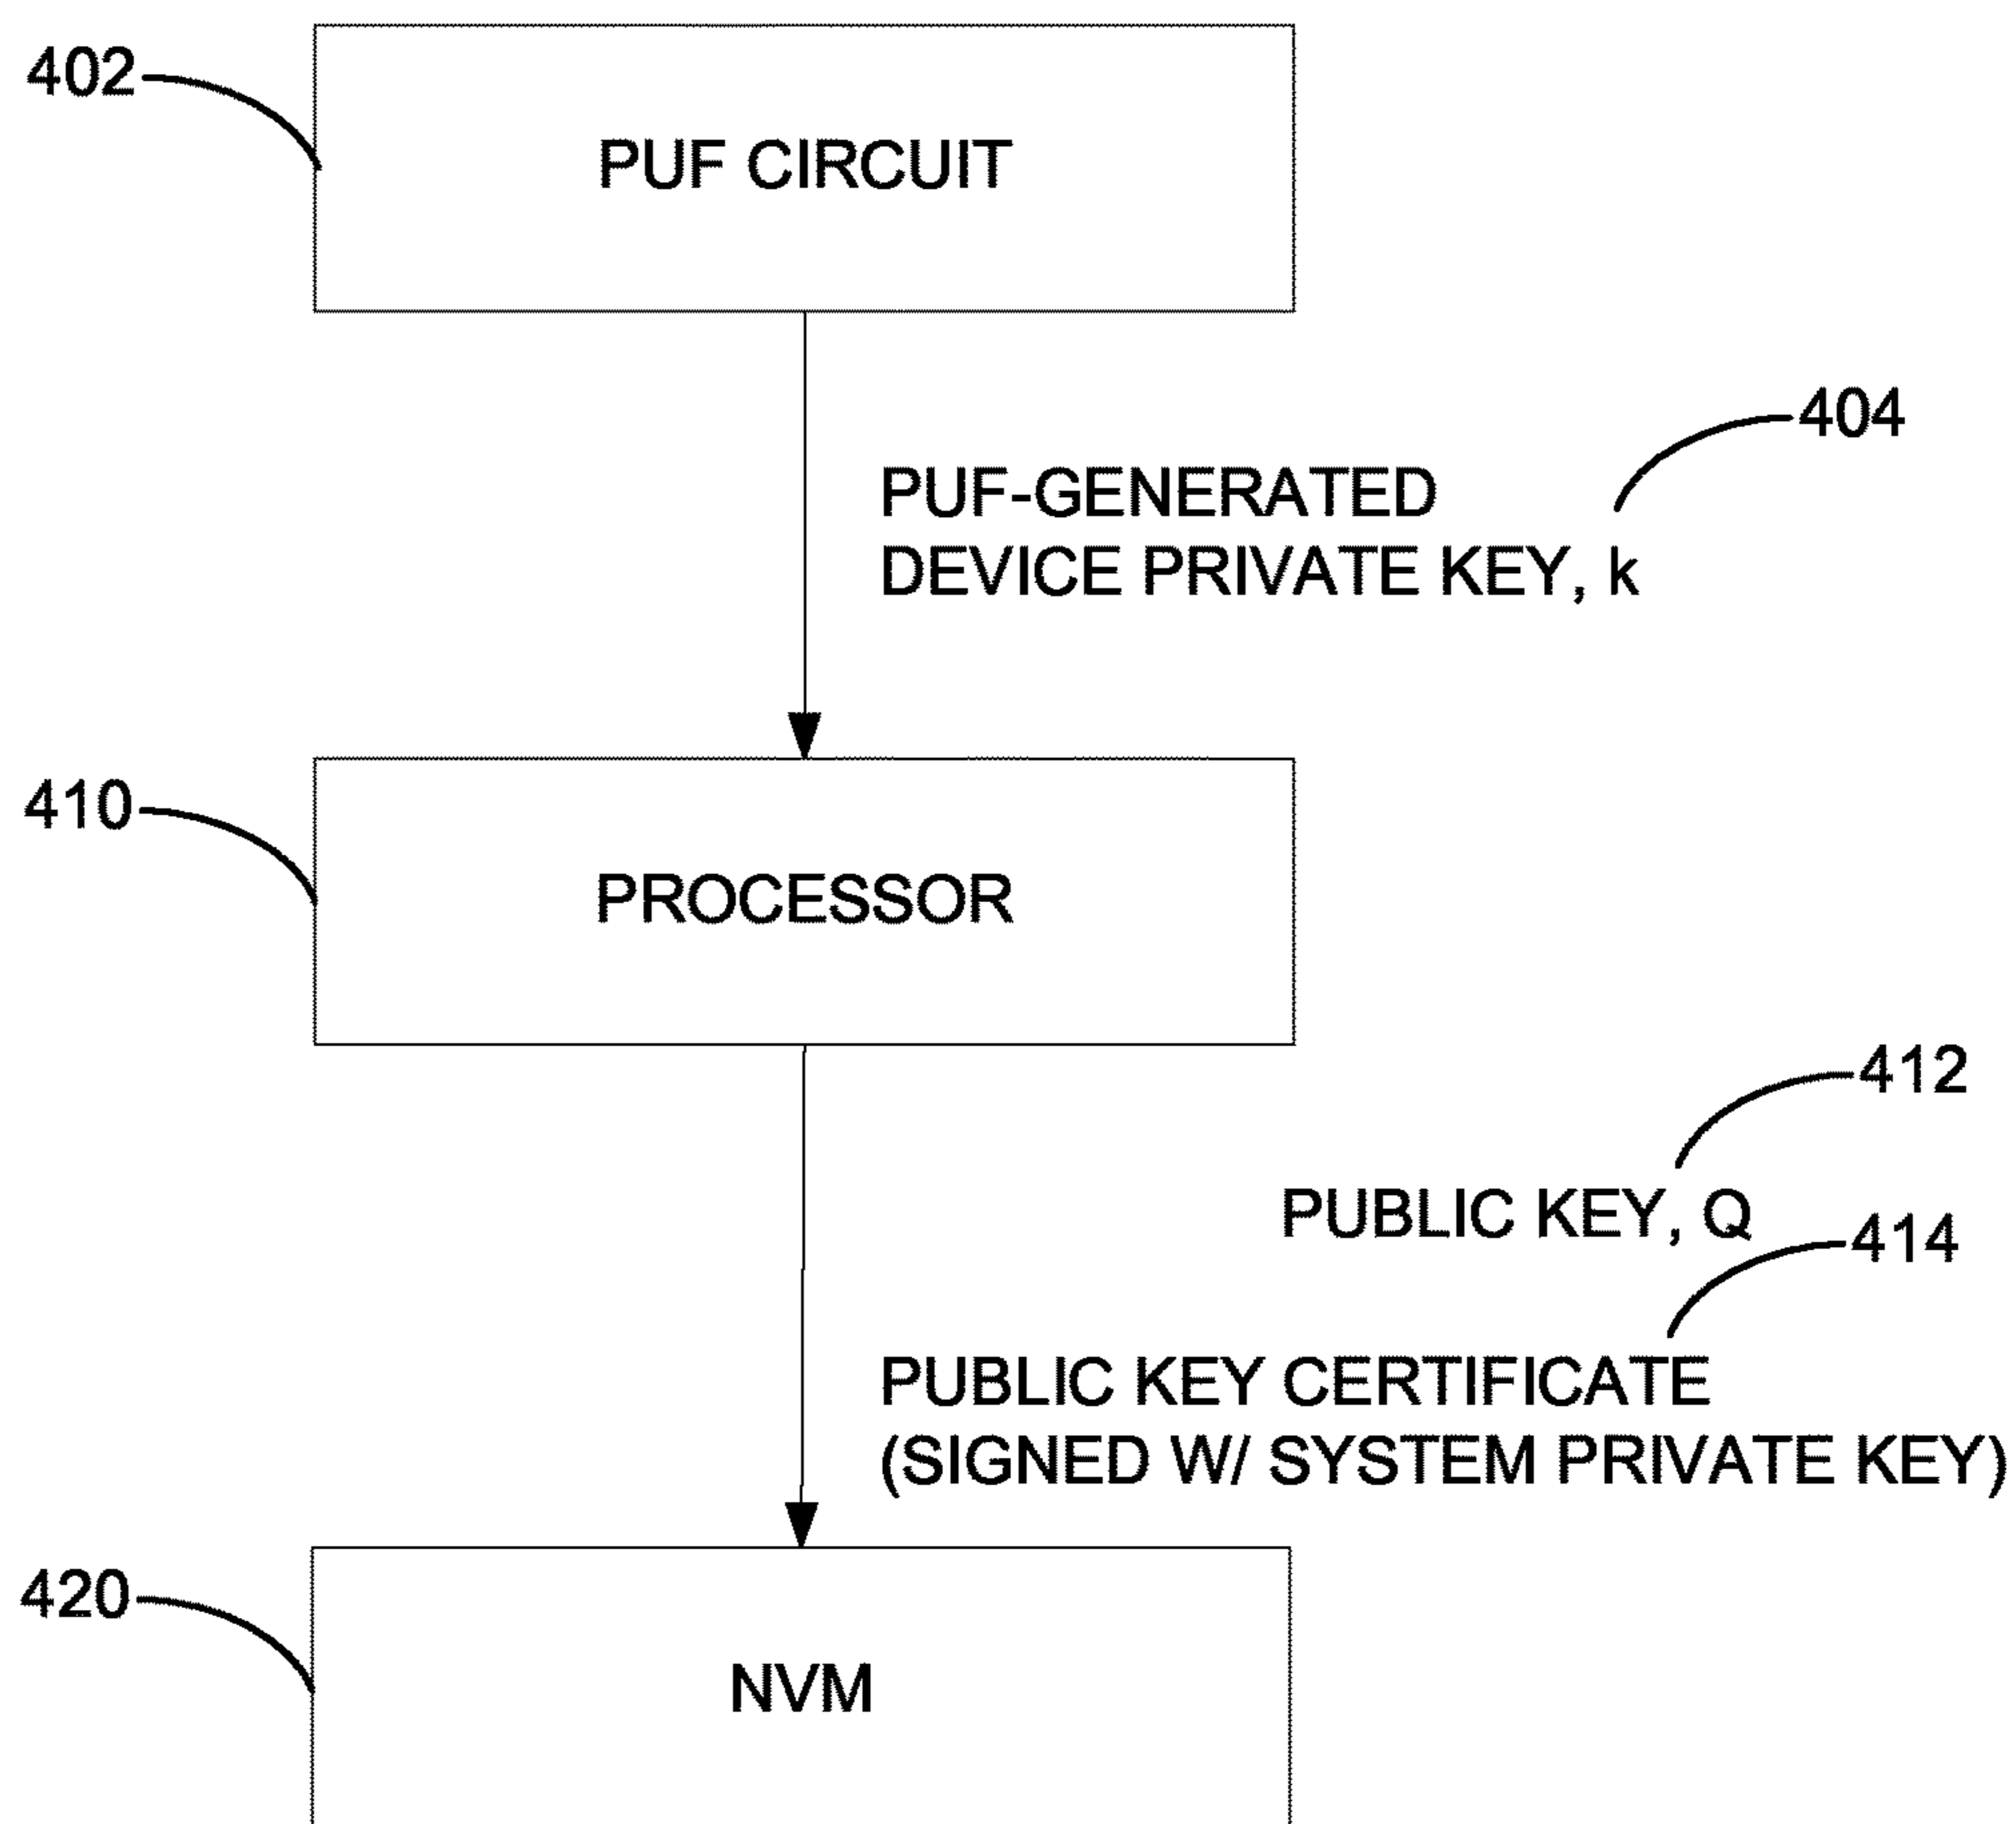 402
PUF CIRCUIT
404
PUF-GENERATED
DEVICE PRIVATE KEY, k
410
PROCESSOR
412
PUBLIC KEY, Q
414
PUBLIC KEY CERTIFICATE
(SIGNED W/ SYSTEM PRIVATE KEY)
420
NVM